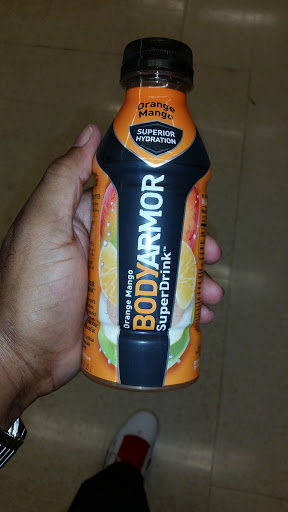 Orange
Mango
SUPERIOR
HYDRATION
Orange Mango
BODYARMOR
SuperDrink™